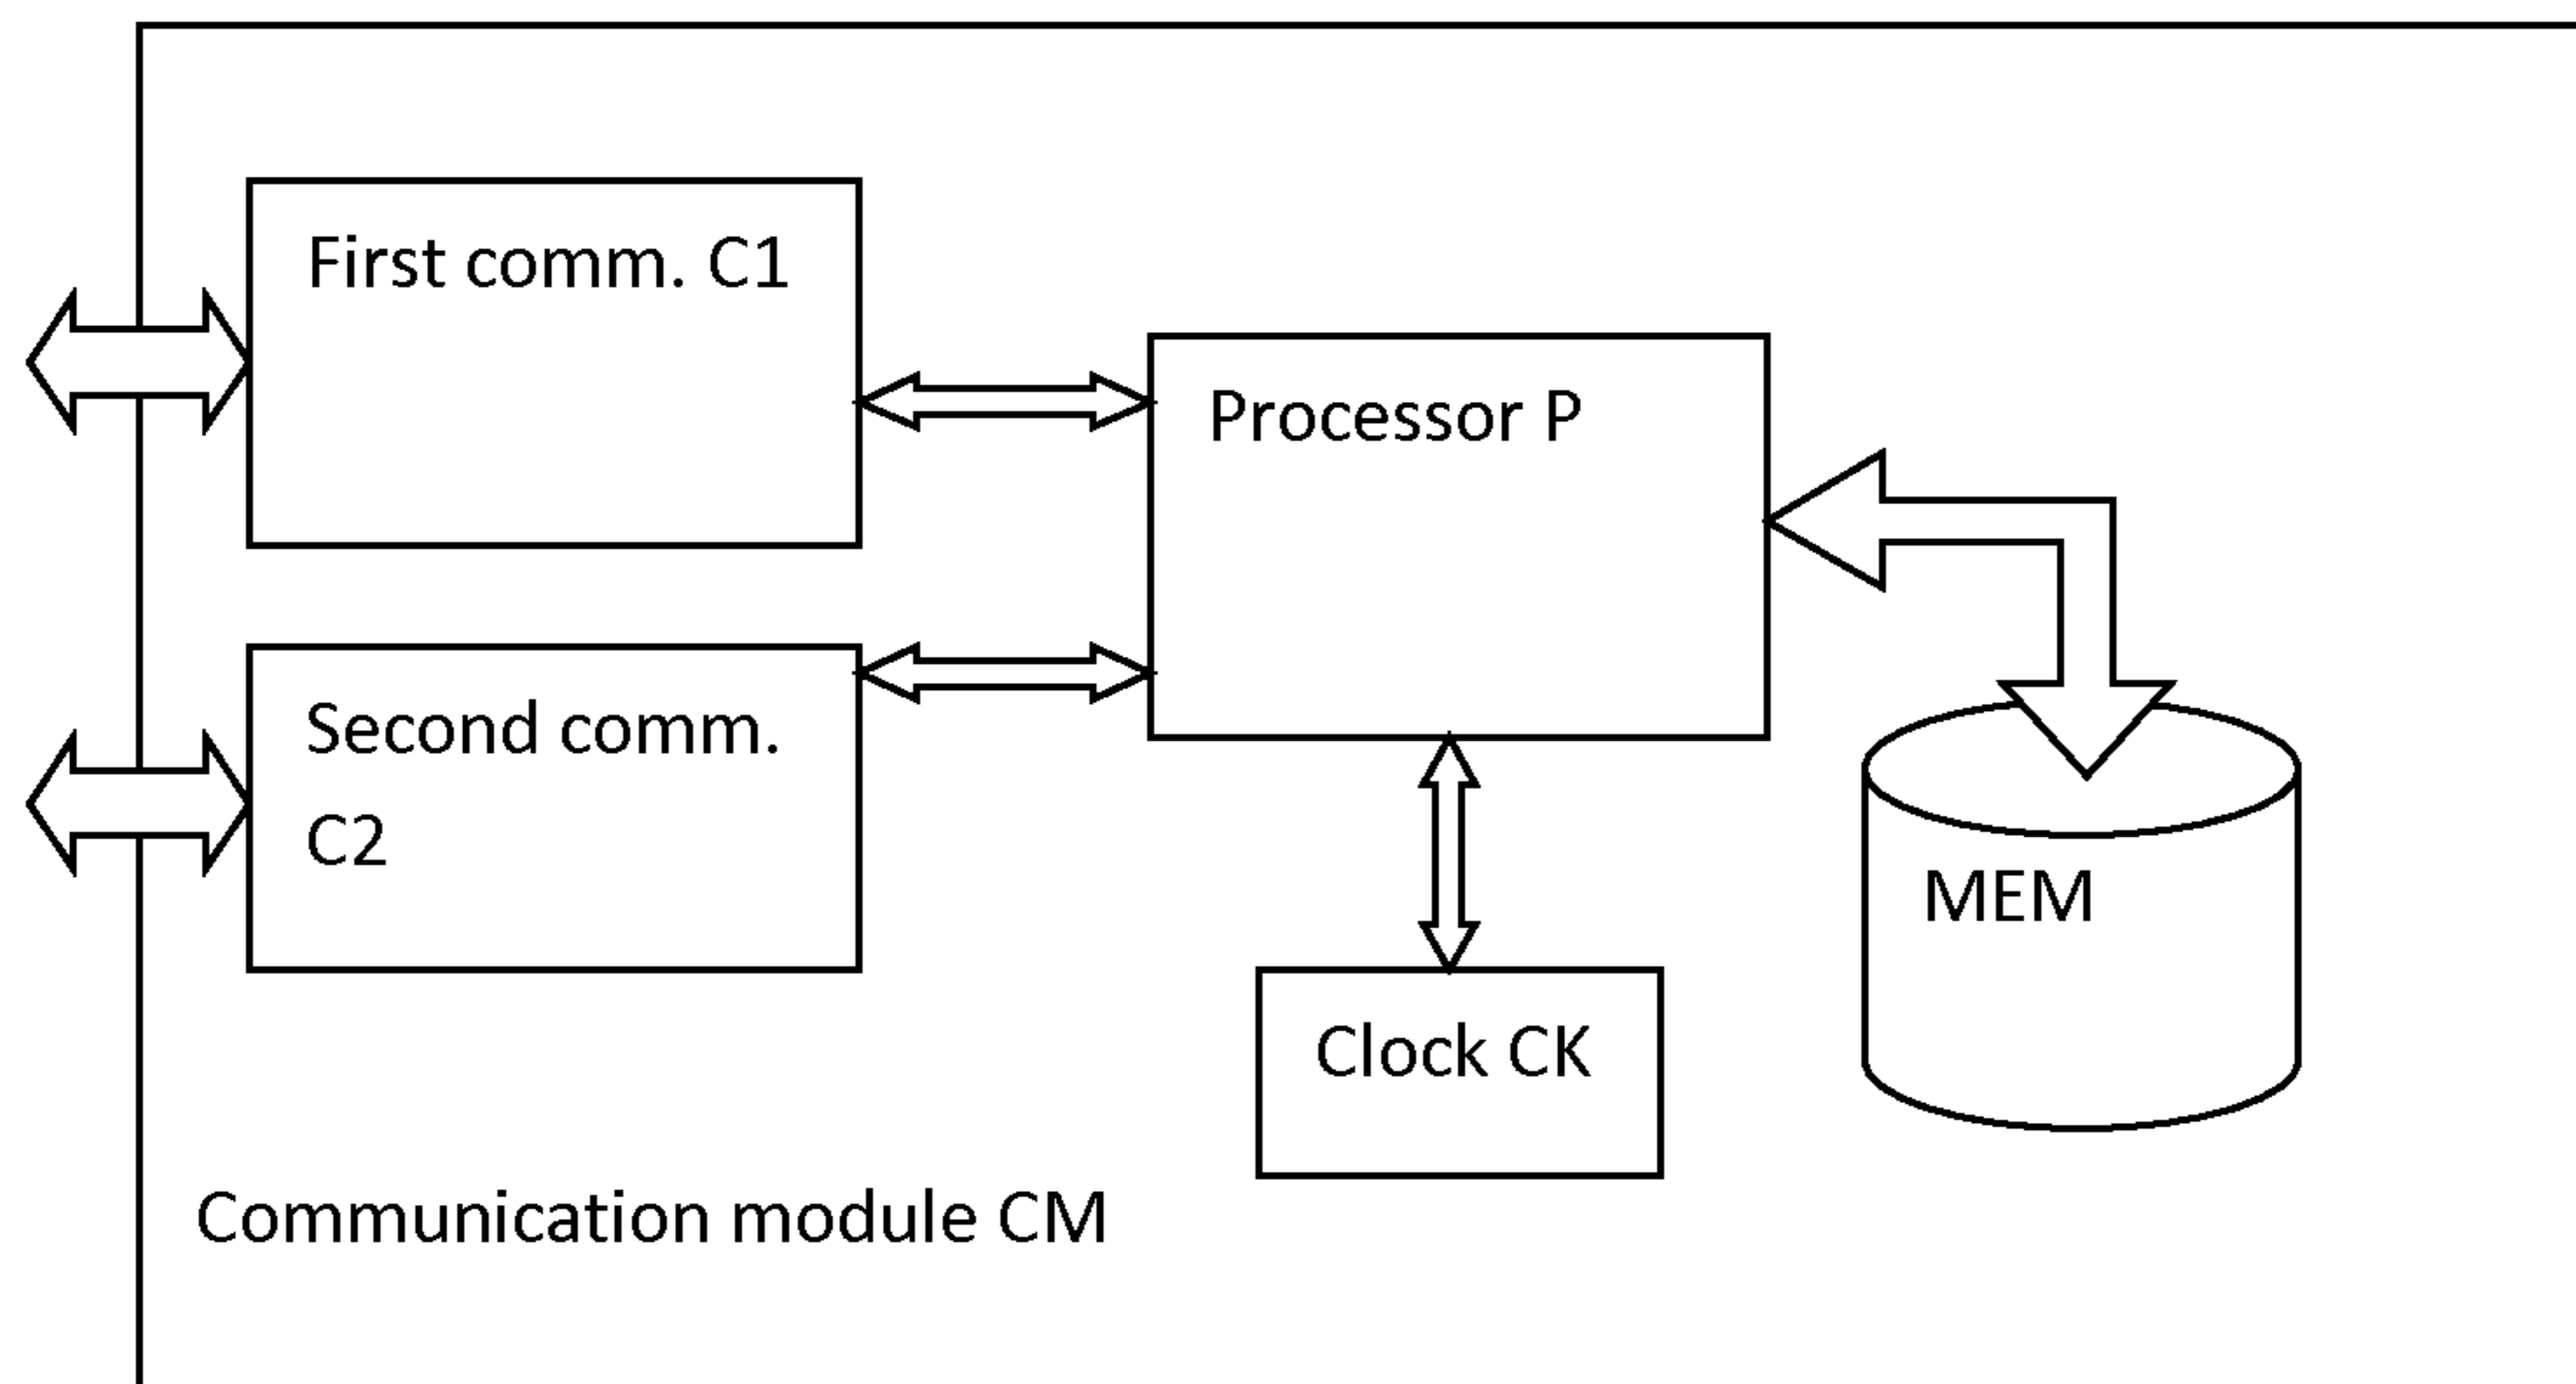 First comm. C1
Processor P
Second comm.
C2
MEM
Clock CK
Communication module CM